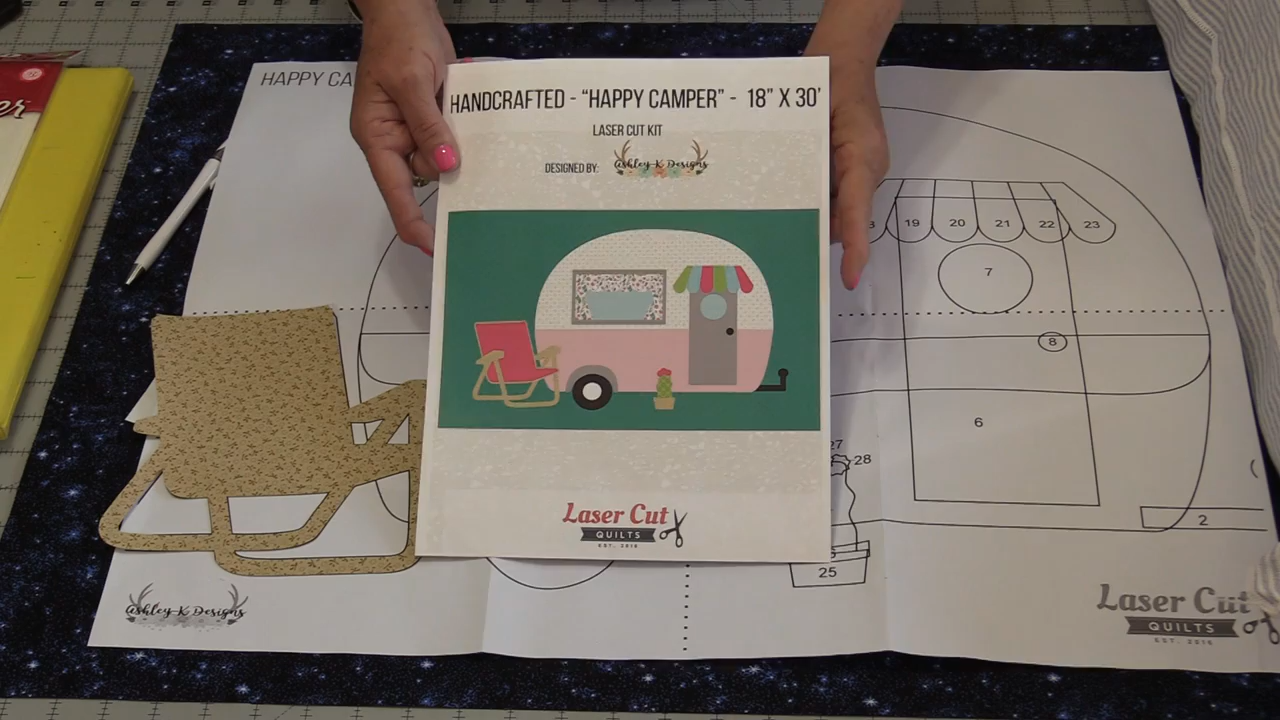 HAPPY CA
HANDCRAFTED - "HAPPY CAMPER" - 18" X 30'
LASER CUT KIT
DESIGNED BY:
Ashley K Designs
Laser Cut
QUILTS
EST. 2016
19
20
21
22
23
7
8
6
27
28
2
25
Ashley K Designs
Laser Cut
QUILTS
EST. 2016